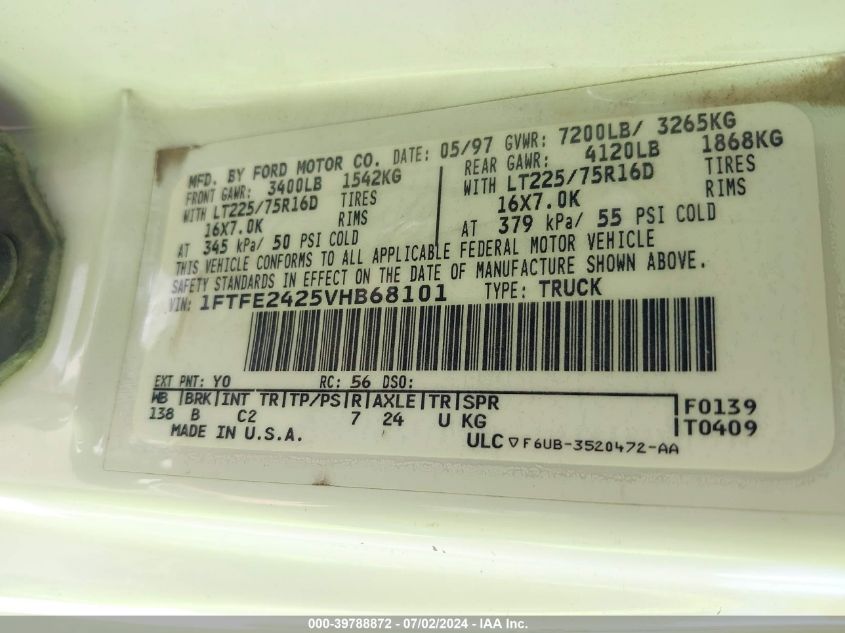 MFD. BY FORD MOTOR CO. DATE: 05/97 GVWR: 7200LB/ 3265KG
FRONT GAWR: 3400LB 1542KG
WITH LT225/75R16D TIRES
16X7.0K RIMS
AT 345 kPa/ 50 PSI COLD
REAR GAWR: 4120LB 1868KG
WITH LT225/75R16D TIRES
16X7.0K RIMS
AT 379 kPa/ 55 PSI COLD
THIS VEHICLE CONFORMS TO ALL APPLICABLE FEDERAL MOTOR VEHICLE
SAFETY STANDARDS IN EFFECT ON THE DATE OF MANUFACTURE SHOWN ABOVE.
VIN: 1FTFE2425VHB68101 TYPE: TRUCK
EXT PNT: YO RC: 56 DSO:
WB |BRK|INT TR|TP/PS|R|AXLE|TR|SPR
138 B C2 7 24 U KG
F0139
T0409
MADE IN U.S.A.
ULC ▽F6UB-3520472-AA
000-39788872 - 07/02/2024 - IAA Inc.